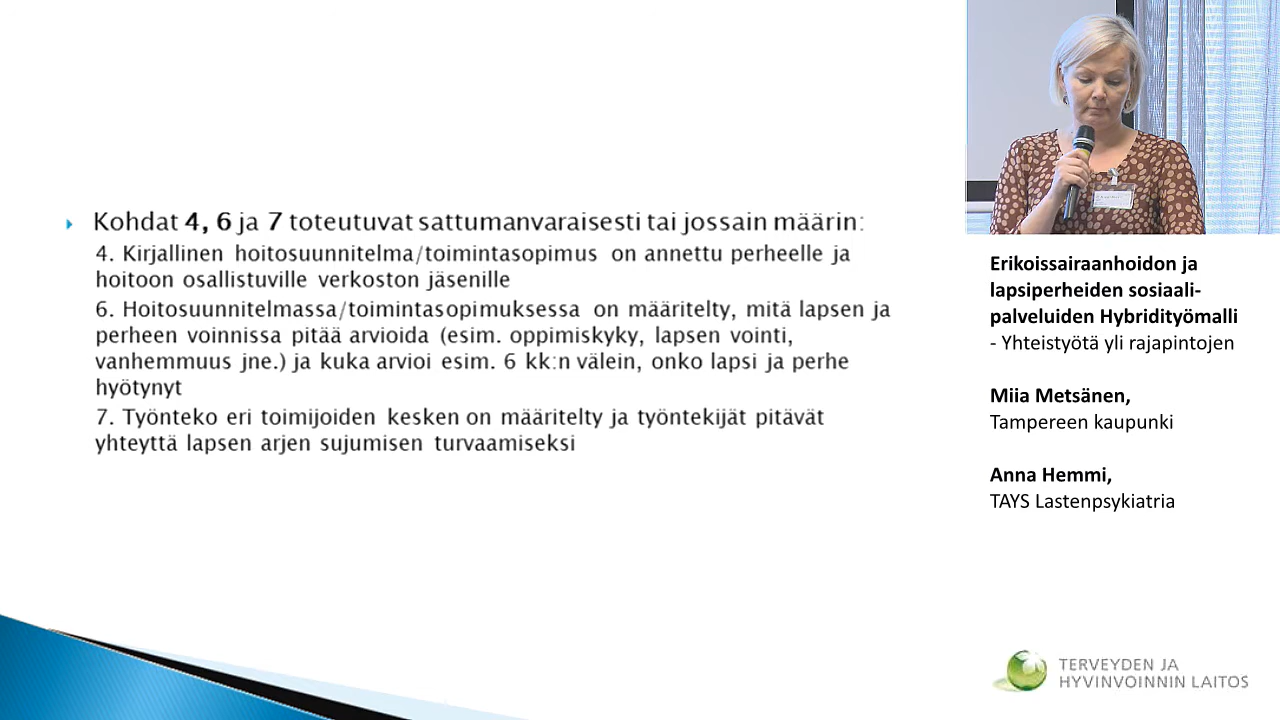 Kohdat 4, 6 ja 7 toteutuvat sattumanvaraisesti tai jossain määrin:
4. Kirjallinen hoitosuunnitelma/toimintasopimus on annettu perheelle ja
hoitoon osallistuville verkoston jäsenille
6. Hoitosuunnitelmassa/toimintasopimuksessa on määritelty, mitä lapsen ja
perheen voinnissa pitää arvioida (esim. oppimiskyky, lapsen vointi,
vanhemmuus jne.) ja kuka arvioi esim. 6 kk:n välein, onko lapsi ja perhe
hyötynyt
7. Työnteko eri toimijoiden kesken on määritelty ja työntekijät pitävät
yhteyttä lapsen arjen sujumisen turvaamiseksi
Erikoissairaanhoidon ja
lapsiperheiden sosiaali-
palveluiden Hybridityömalli
- Yhteistyötä yli rajapintojen
Miia Metsänen,
Tampereen kaupunki
Anna Hemmi,
TAYS Lastenpsykiatria
TERVEYDEN JA
HYVINVOINNIN LAITOS